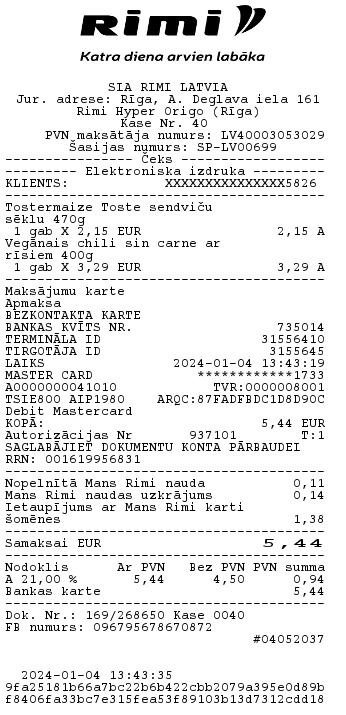 Rimi
Katra diena arvien labāka
SIA RIMI LATVIA
Jur. adrese: Rīga, A. Deglava iela 161
Rimi Hyper Origo (Rīga)
Kase Nr. 40
PVN maksātāja numurs: LV40003053029
Šasijas numurs: SP-LV00699
---------------- Čeks ----------------
--------- Elektroniska izdruka ---------
KLIENTS: XXXXXXXXXXXXXXX5826
Tostermaize Toste sendviču
sēklu 470g
1 gab X 2,15 EUR 2,15 A
Vegānais chili sin carne ar
rīsiem 400g
1 gab X 3,29 EUR 3,29 A
Maksājumu karte
Apmaksa
BEZKONTAKTA KARTE
BANKAS KVĪTS NR. 735014
TERMINĀLA ID 31556410
TIRGOTĀJA ID 3155645
LAIKS 2024-01-04 13:43:19
MASTER CARD ************1733
A0000000041010 TVR:0000008001
TSIE800 AIP1980 ARQC:87FADFBDC1D8D90C
Debit Mastercard
KOPĀ: 5,44 EUR
Autorizācijas Nr 937101 T:1
SAGLABĀJIET DOKUMENTU KONTA PĀRBAUDEI
RRN: 001619956831
Nopelnītā Mans Rimi nauda 0,11
Mans Rimi naudas uzkrājums 0,14
Ietaupījums ar Mans Rimi karti
šomēnes 1,38
Samaksai EUR 5,44
Nodoklis Ar PVN Bez PVN PVN summa
A 21,00 % 5,44 4,50 0,94
Bankas karte 5,44
Dok. Nr.: 169/268650 Kase 0040
FB numurs: 096795678670872
#04052037
2024-01-04 13:43:35
9fa25181b66a7bc22b6b422cbb2079a395e0d89b
f8406fa33bc7e315fea53f89103b13d7312cdd18